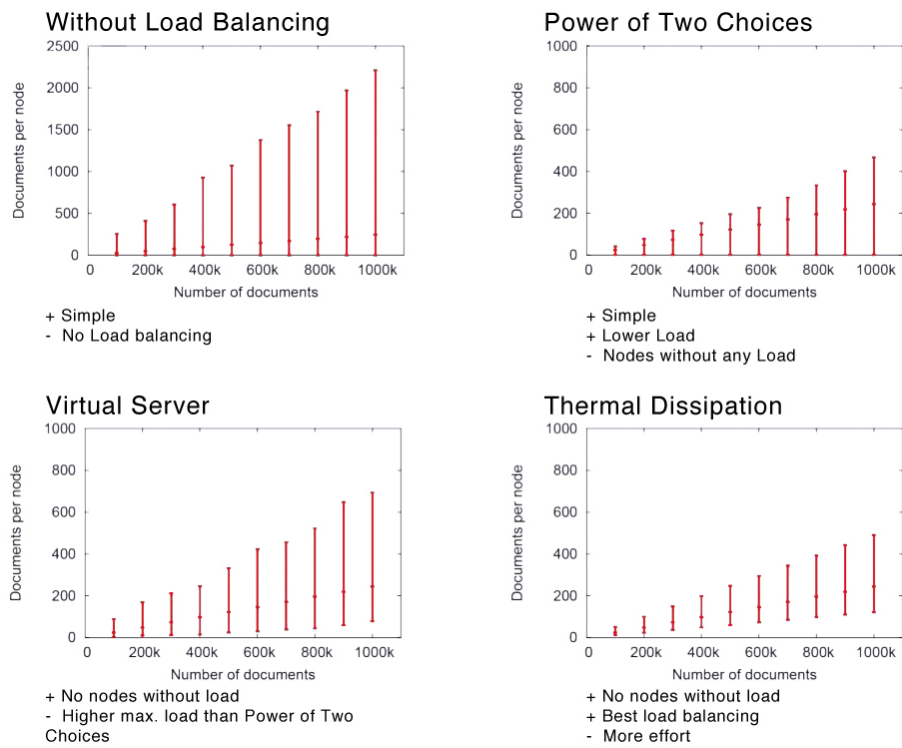 Without Load Balancing
2500
2000
1500
1000
500
0
Documents per node
0 200k 400k 600k 800k 1000k
Number of documents
+ Simple
- No Load balancing
Power of Two Choices
1000
800
600
400
200
0
Documents per node
0 200k 400k 600k 800k 1000k
Number of documents
+ Simple
+ Lower Load
- Nodes without any Load
Virtual Server
1000
800
600
400
200
0
Documents per node
0 200k 400k 600k 800k 1000k
Number of documents
+ No nodes without load
- Higher max. load than Power of Two
Choices
Thermal Dissipation
1000
800
600
400
200
0
Documents per node
0 200k 400k 600k 800k 1000k
Number of documents
+ No nodes without load
+ Best load balancing
- More effort